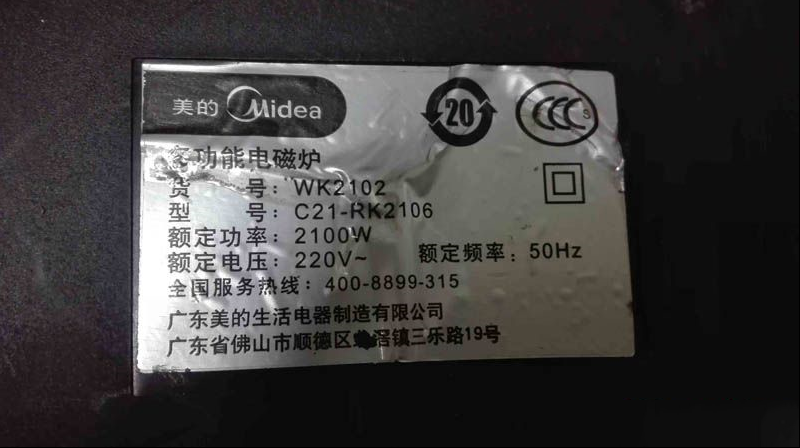 美的 Midea
20
CCC S
多功能电磁炉
货 号: WK2102
型 号: C21-RK2106
额定功率: 2100W
额定电压: 220V~ 额定频率: 50Hz
全国服务热线: 400-8899-315
广东美的生活电器制造有限公司
广东省佛山市顺德区 滘镇三乐路19号